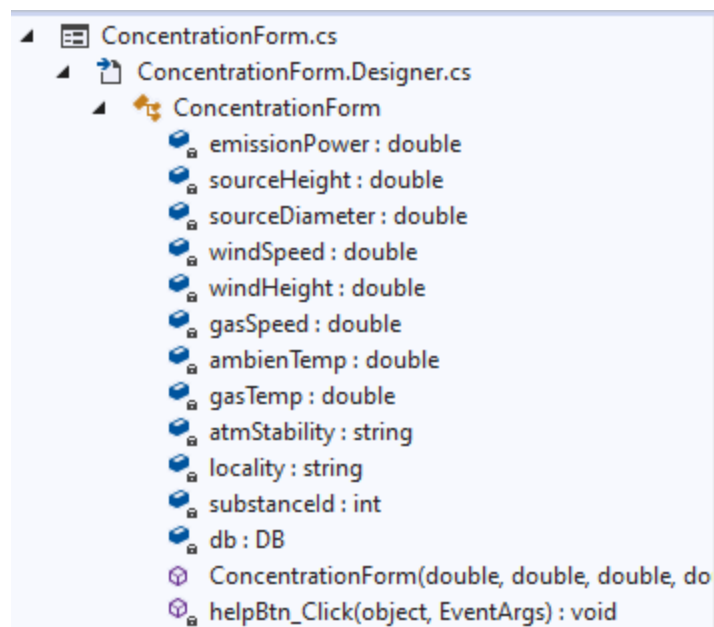 ConcentrationForm.cs
ConcentrationForm.Designer.cs
ConcentrationForm
emissionPower : double
sourceHeight : double
sourceDiameter : double
windSpeed : double
windHeight : double
gasSpeed : double
ambienTemp : double
gasTemp : double
atmStability : string
locality : string
substanceId : int
db : DB
ConcentrationForm(double, double, double, do
helpBtn_Click(object, EventArgs) : void